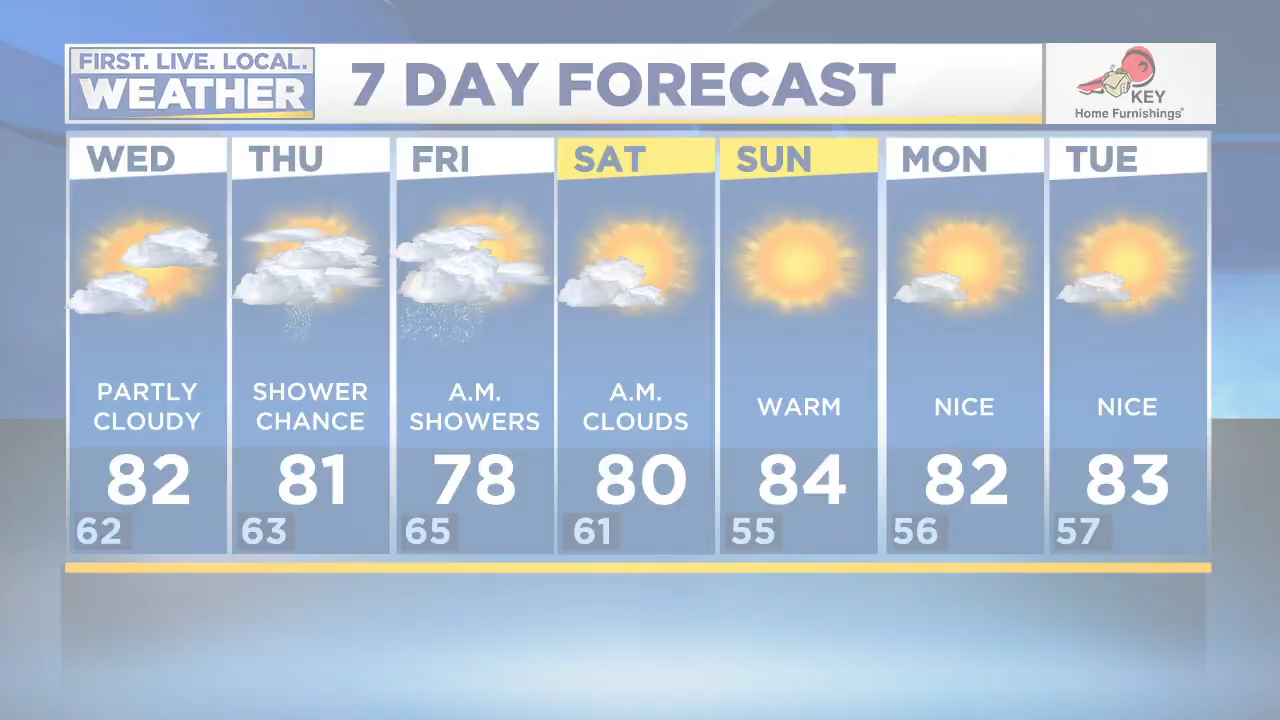 FIRST. LIVE. LOCAL.
WEATHER
7 DAY FORECAST
KEY
Home Furnishings®
WED
PARTLY
CLOUDY
82
62
THU
SHOWER
CHANCE
81
63
FRI
A.M.
SHOWERS
78
65
SAT
A.M.
CLOUDS
80
61
SUN
WARM
84
55
MON
NICE
82
56
TUE
NICE
83
57